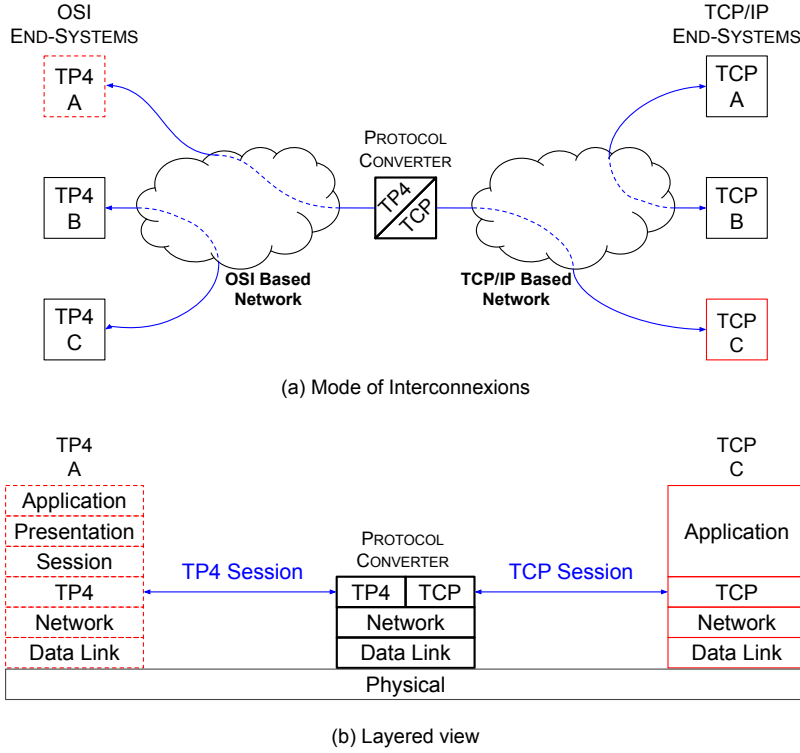 OSI
END-SYSTEMS
TCP/IP
END-SYSTEMS
TP4
A
TCP
A
PROTOCOL
CONVERTER
TP4
B
TP4
TCP
TCP
B
OSI Based
Network
TCP/IP Based
Network
TP4
C
TCP
C
(a) Mode of Interconnexions
TP4
A
TCP
C
Application
Presentation
Session
TP4
Network
Data Link
TP4 Session
PROTOCOL
CONVERTER
TP4 TCP
Network
Data Link
TCP Session
Application
TCP
Network
Data Link
Physical
(b) Layered view